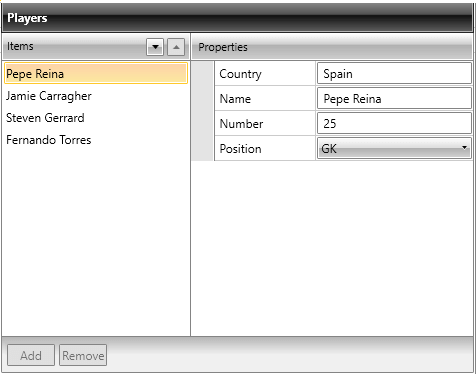 Players
Items
Properties
Pepe Reina
Jamie Carragher
Steven Gerrard
Fernando Torres
Country Spain
Name Pepe Reina
Number 25
Position GK
Add Remove